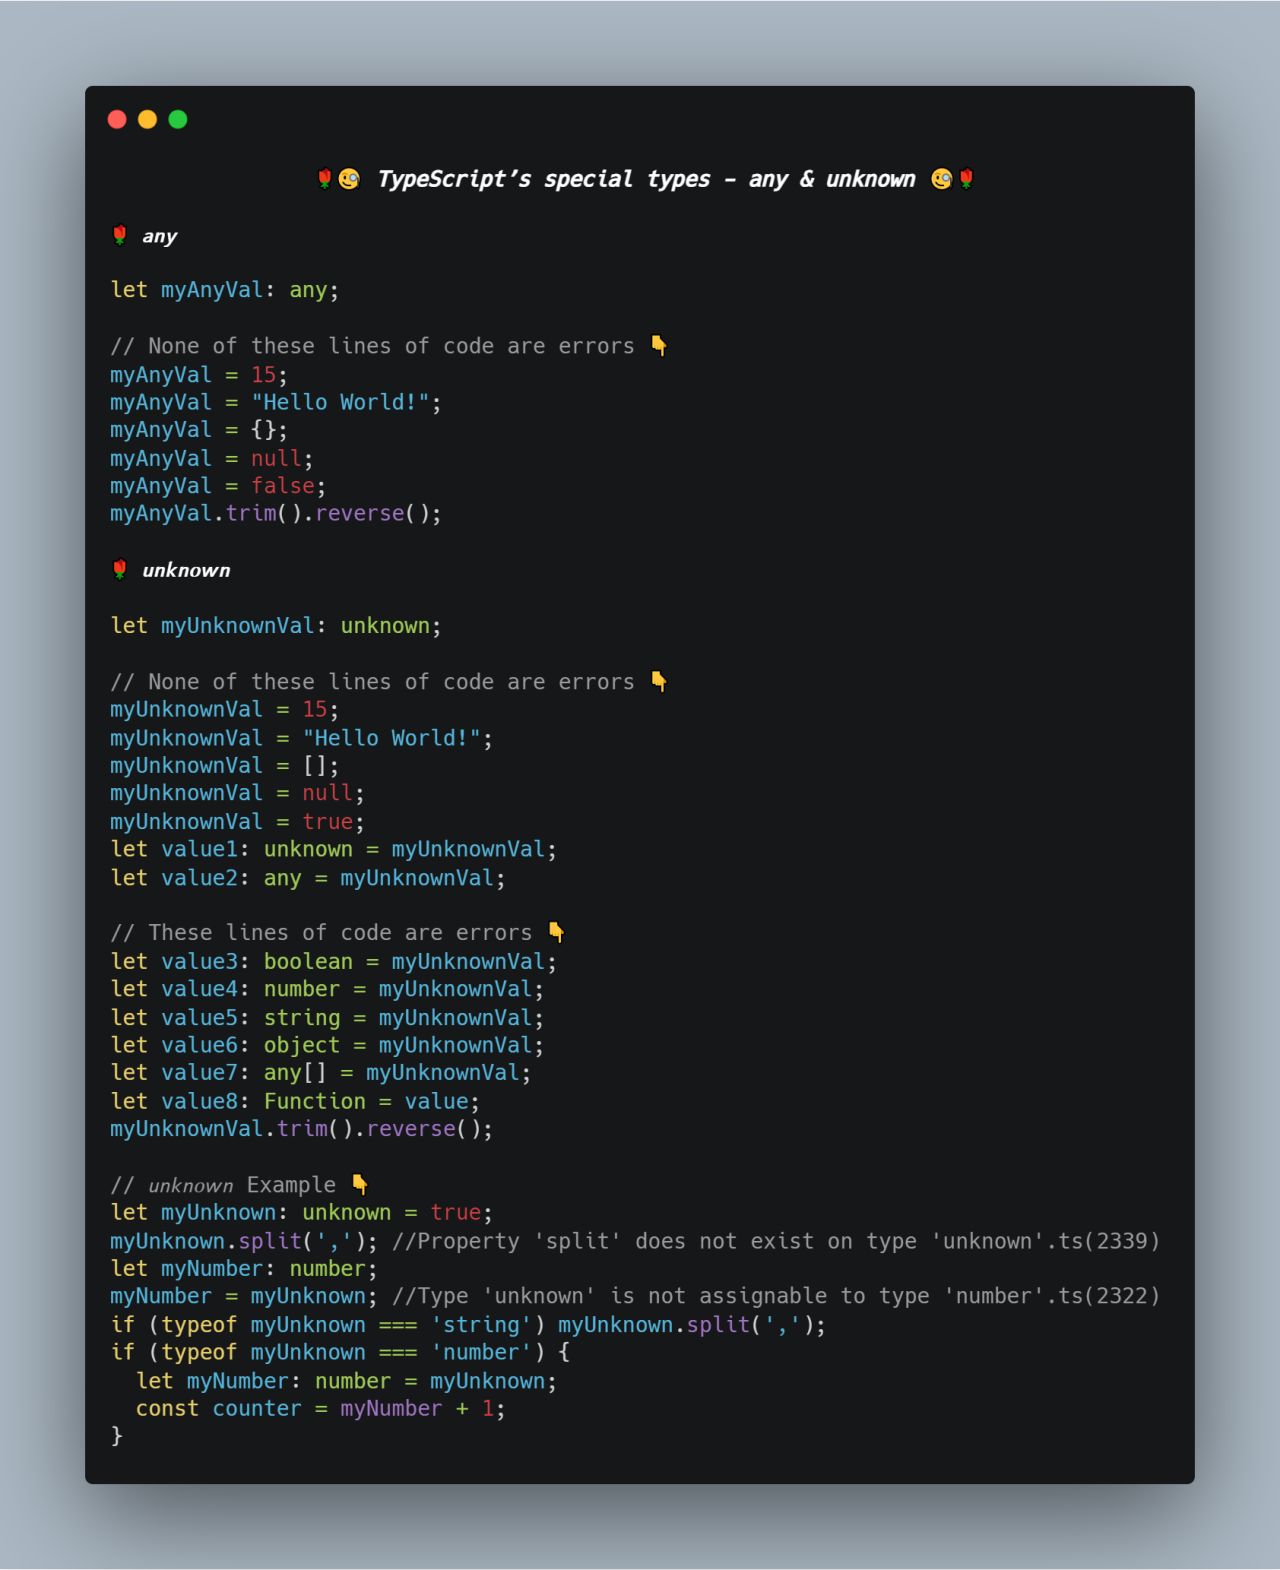 🌹🧐 TypeScript’s special types – any & unknown 🧐🌹
🌹 any
let myAnyVal: any;
// None of these lines of code are errors 👇
myAnyVal = 15;
myAnyVal = "Hello World!";
myAnyVal = {};
myAnyVal = null;
myAnyVal = false;
myAnyVal.trim().reverse();
🌹 unknown
let myUnknownVal: unknown;
// None of these lines of code are errors 👇
myUnknownVal = 15;
myUnknownVal = "Hello World!";
myUnknownVal = [];
myUnknownVal = null;
myUnknownVal = true;
let value1: unknown = myUnknownVal;
let value2: any = myUnknownVal;
// These lines of code are errors 👇
let value3: boolean = myUnknownVal;
let value4: number = myUnknownVal;
let value5: string = myUnknownVal;
let value6: object = myUnknownVal;
let value7: any[] = myUnknownVal;
let value8: Function = value;
myUnknownVal.trim().reverse();
// unknown Example 👇
let myUnknown: unknown = true;
myUnknown.split(','); //Property 'split' does not exist on type 'unknown'.ts(2339)
let myNumber: number;
myNumber = myUnknown; //Type 'unknown' is not assignable to type 'number'.ts(2322)
if (typeof myUnknown === 'string') myUnknown.split(',');
if (typeof myUnknown === 'number') {
  let myNumber: number = myUnknown;
  const counter = myNumber + 1;
}